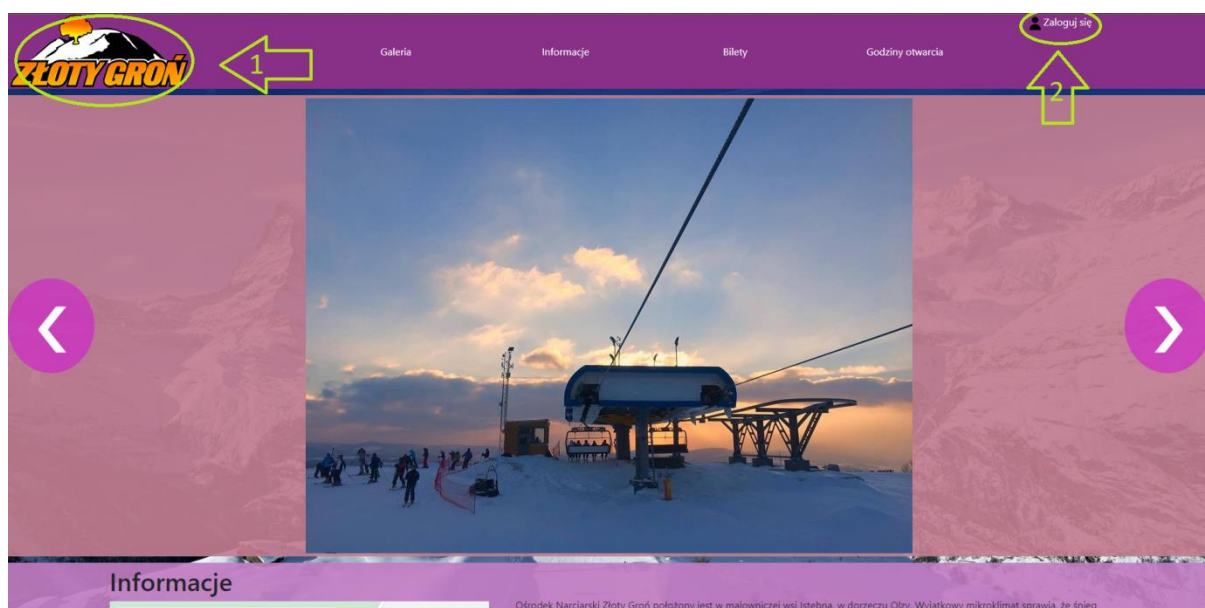 Zaloguj się
ZŁOTY GROŃ
1
Galeria
Informacje
Bilety
Godziny otwarcia
2
Informacje
Ośrodek Narciarski Złoty Groń położony jest w malowniczej wsi Istebna, w dorzeczu Olzy. Wyjątkowy mikroklimat sprawia, że śnieg